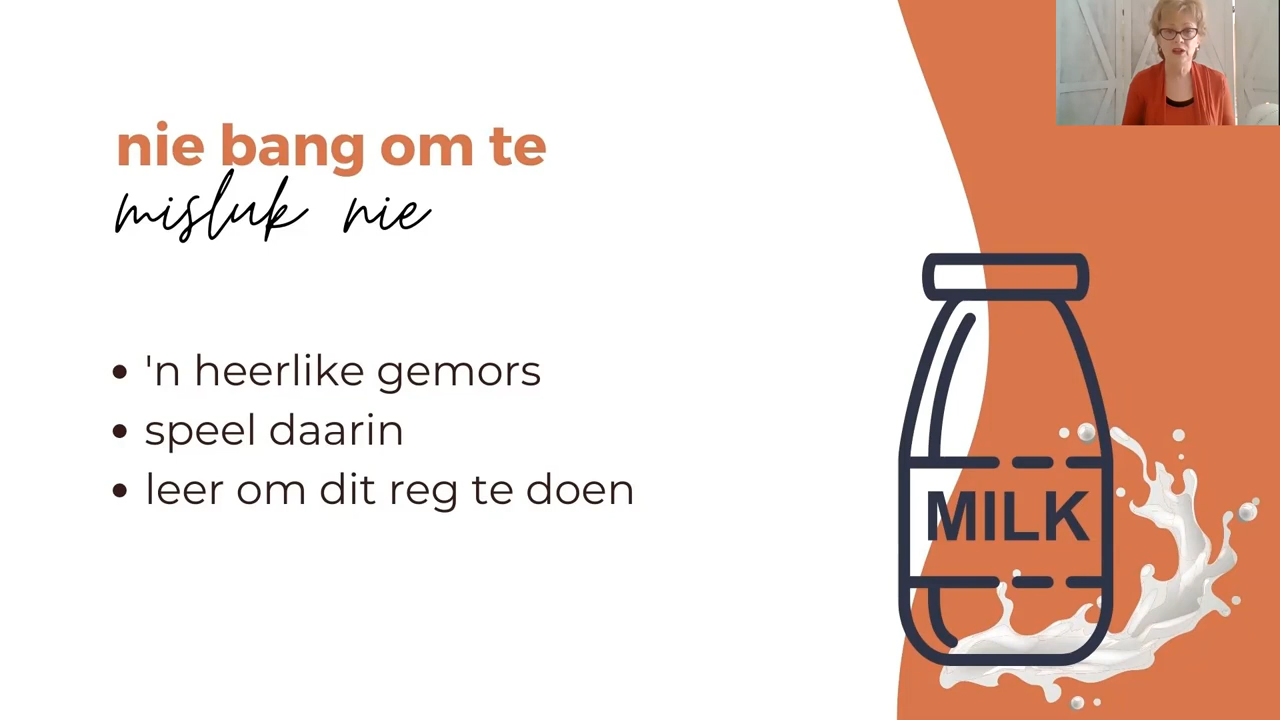 nie bang om te
misluk nie
'n heerlike gemors
speel daarin
leer om dit reg te doen
MILK